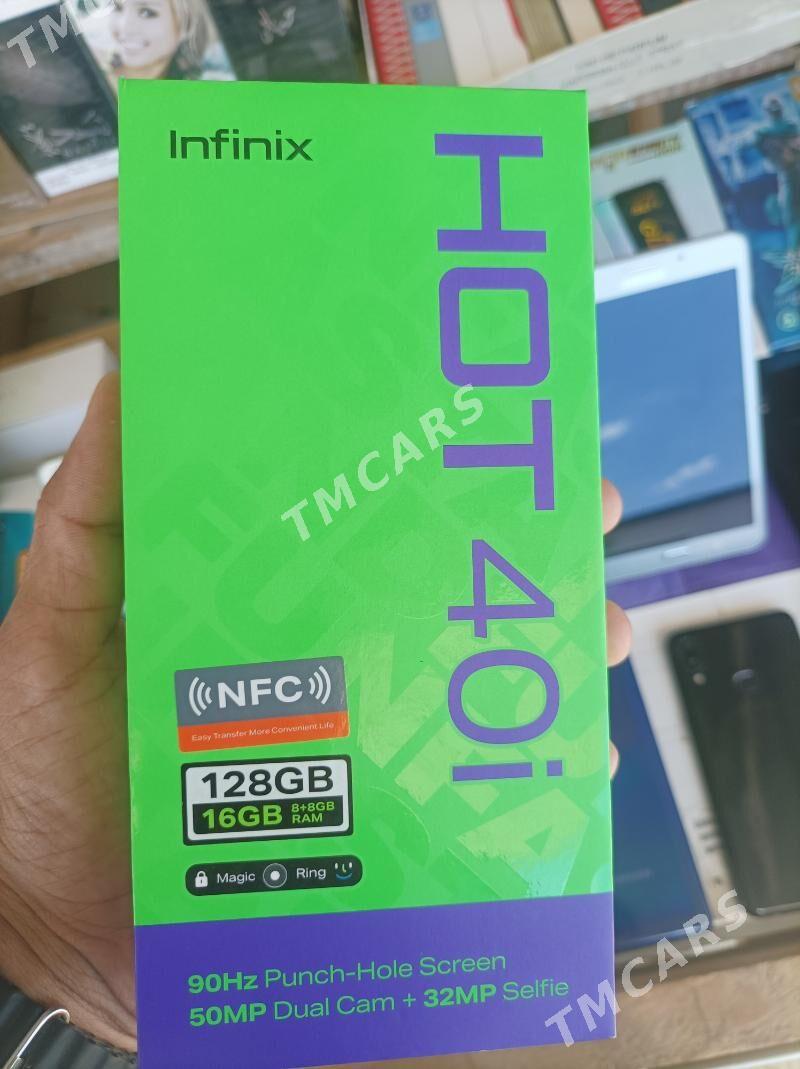 TMCARS
Infinix
HOT 40i
TMCARS
NFC
Easy Transfer More Convenient Life
128GB
16GB 8+8GB RAM
Magic Ring
90Hz Punch-Hole Screen
50MP Dual Cam + 32MP Selfie
TMCARS